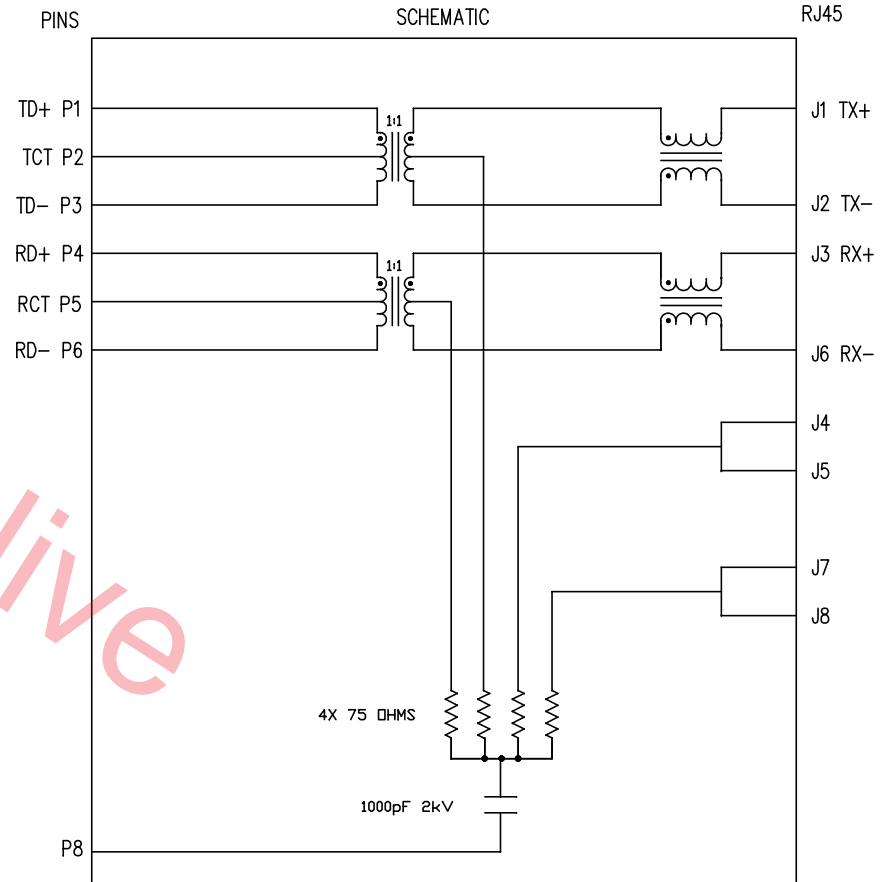 PINS
SCHEMATIC
RJ45
TD+ P1
1:1
J1 TX+
TCT P2
TD- P3
J2 TX-
RD+ P4
1:1
J3 RX+
RCT P5
RD- P6
J6 RX-
J4
J5
J7
J8
live
4X 75 OHMS
1000pF 2kV
P8